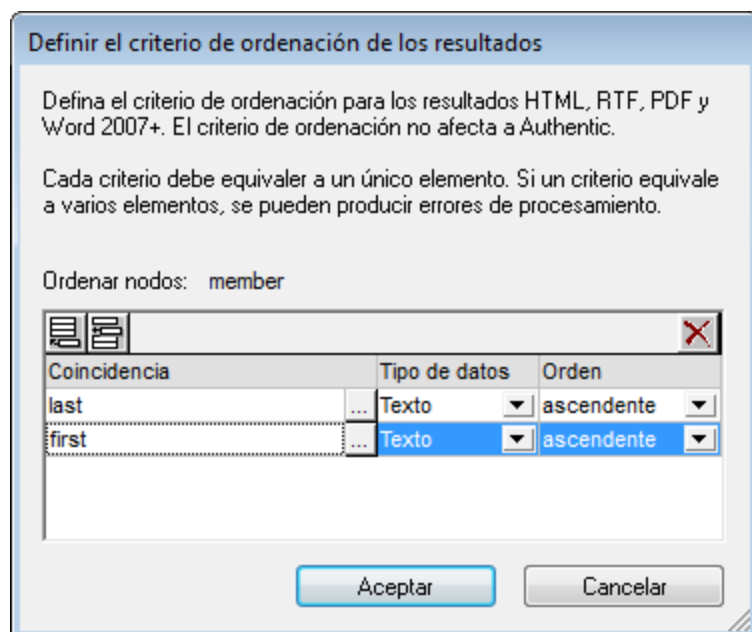 Definir el criterio de ordenación de los resultados
Defina el criterio de ordenación para los resultados HTML, RTF, PDF y
Word 2007+. El criterio de ordenación no afecta a Authentic.
Cada criterio debe equivaler a un único elemento. Si un criterio equivale
a varios elementos, se pueden producir errores de procesamiento.
Ordenar nodos: member
Coincidencia Tipo de datos Orden
last ... Texto ascendente
first ... Texto ascendente
Aceptar Cancelar